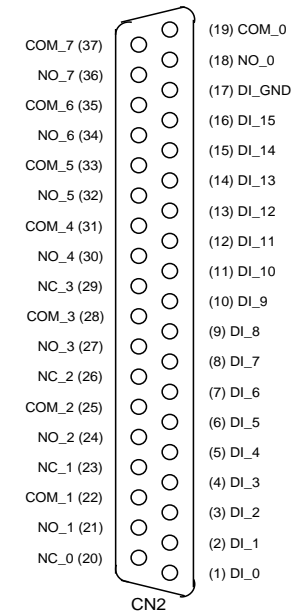 COM_7 (37)
NO_7 (36)
COM_6 (35)
NO_6 (34)
COM_5 (33)
NO_5 (32)
COM_4 (31)
NO_4 (30)
NC_3 (29)
COM_3 (28)
NO_3 (27)
NC_2 (26)
COM_2 (25)
NO_2 (24)
NC_1 (23)
COM_1 (22)
NO_1 (21)
NC_0 (20)
(19) COM_0
(18) NO_0
(17) DI_GND
(16) DI_15
(15) DI_14
(14) DI_13
(13) DI_12
(12) DI_11
(11) DI_10
(10) DI_9
(9) DI_8
(8) DI_7
(7) DI_6
(6) DI_5
(5) DI_4
(4) DI_3
(3) DI_2
(2) DI_1
(1) DI_0
CN2